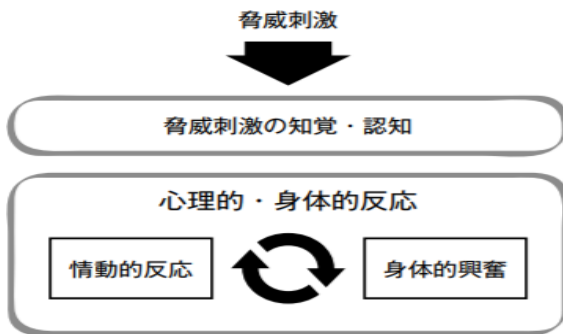 脅威刺激
脅威刺激の知覚・認知
心理的・身体的反応
情動的反応
身体的興奮